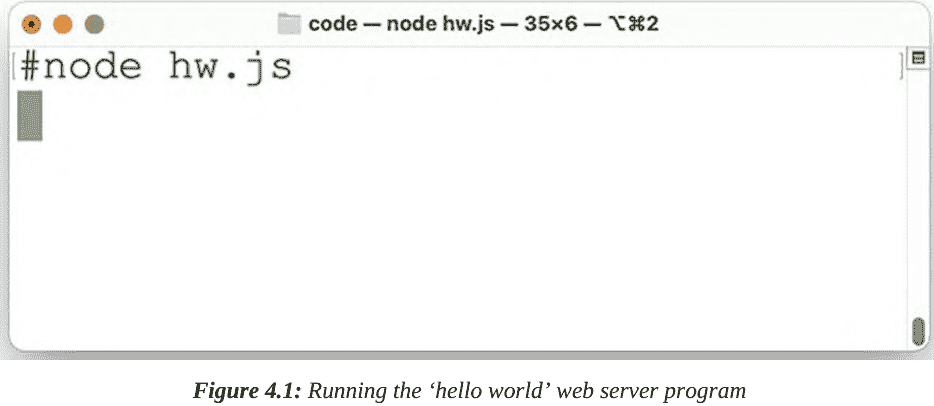 code — node hw.js — 35×6 — ⌥⌘2
#node hw.js
Figure 4.1: Running the ‘hello world’ web server program